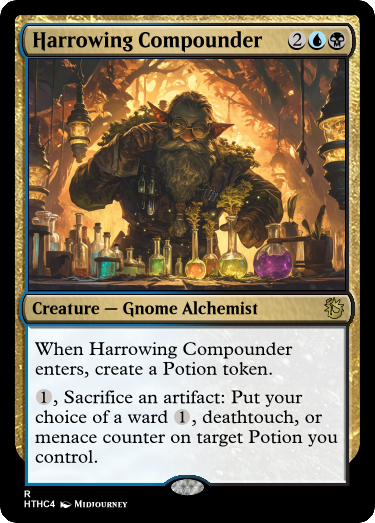 Harrowing Compounder 2
Creature — Gnome Alchemist
When Harrowing Compounder
enters, create a Potion token.
1, Sacrifice an artifact: Put your
choice of a ward 1, deathtouch, or
menace counter on target Potion you
control.
R
HTHC4 MIDJOURNEY